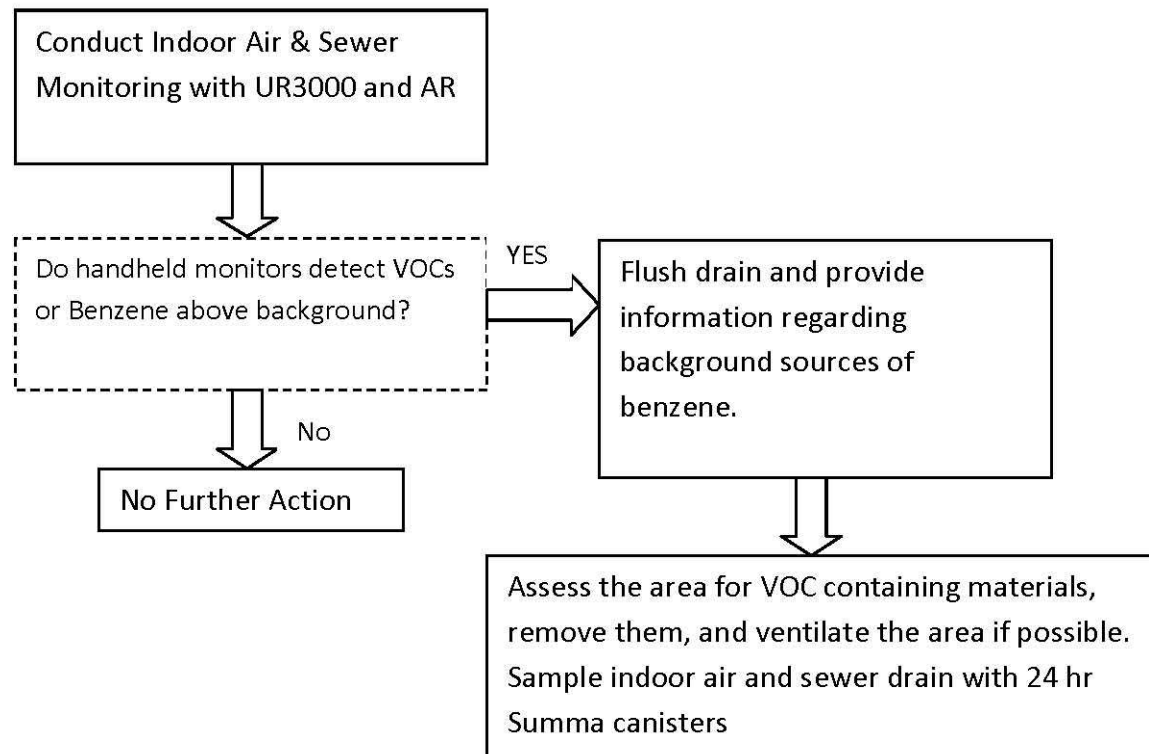 Conduct Indoor Air & Sewer
Monitoring with UR3000 and AR
Do handheld monitors detect VOCs
or Benzene above background?
YES
Flush drain and provide
information regarding
background sources of
benzene.
No
No Further Action
Assess the area for VOC containing materials,
remove them, and ventilate the area if possible.
Sample indoor air and sewer drain with 24 hr
Summa canisters